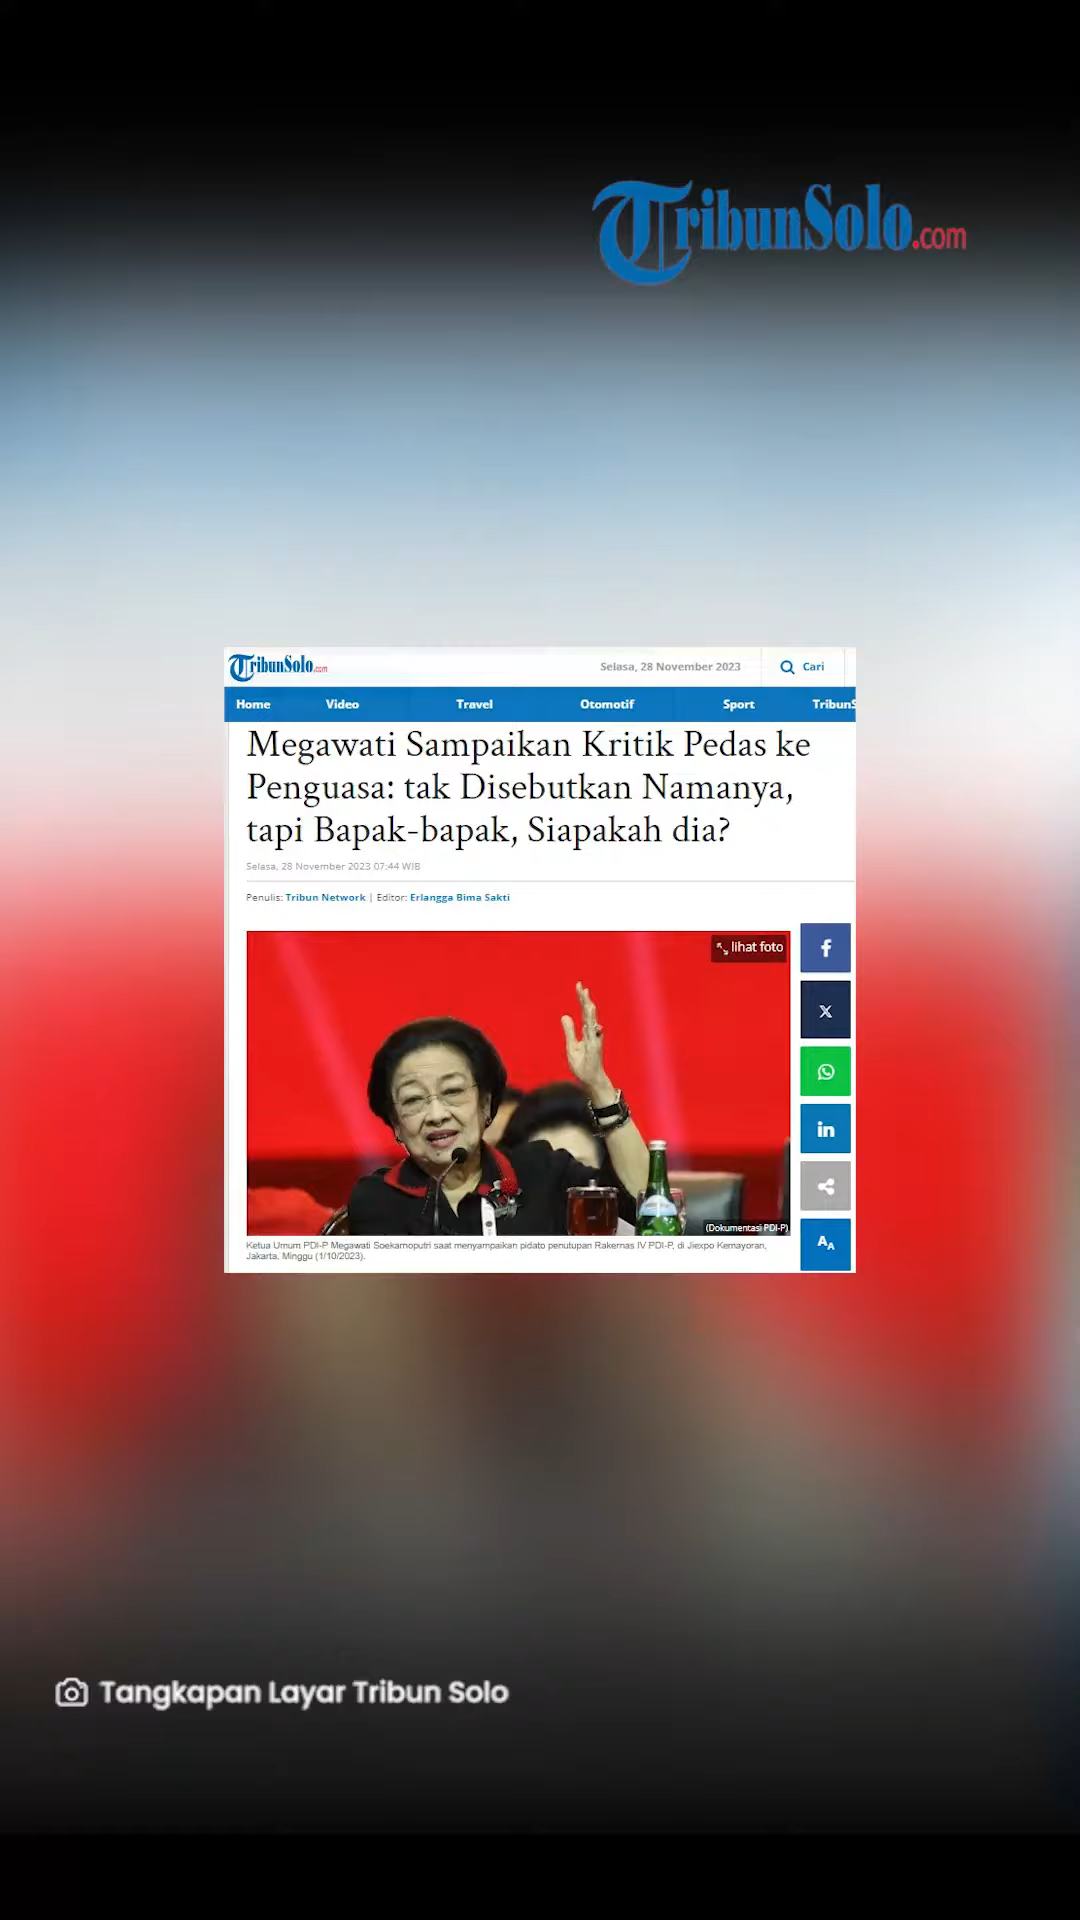 TribunSolo.com
TribunSolo.com
Selasa, 28 November 2023
Cari
Home Video Travel Otomotif Sport TribunS
Megawati Sampaikan Kritik Pedas ke
Penguasa: tak Disebutkan Namanya,
tapi Bapak-bapak, Siapakah dia?
Selasa, 28 November 2023 07:44 WIB
Penulis: Tribun Network | Editor: Erlangga Bima Sakti
lihat foto
(Dokumentasi PDI-P)
Ketua Umum PDI-P Megawati Soekarnoputri saat menyampaikan pidato penutupan Rakernas IV PDI-P, di Jiexpo Kemayoran,
Jakarta, Minggu (1/10/2023).
f
X
in
AA
Tangkapan Layar Tribun Solo